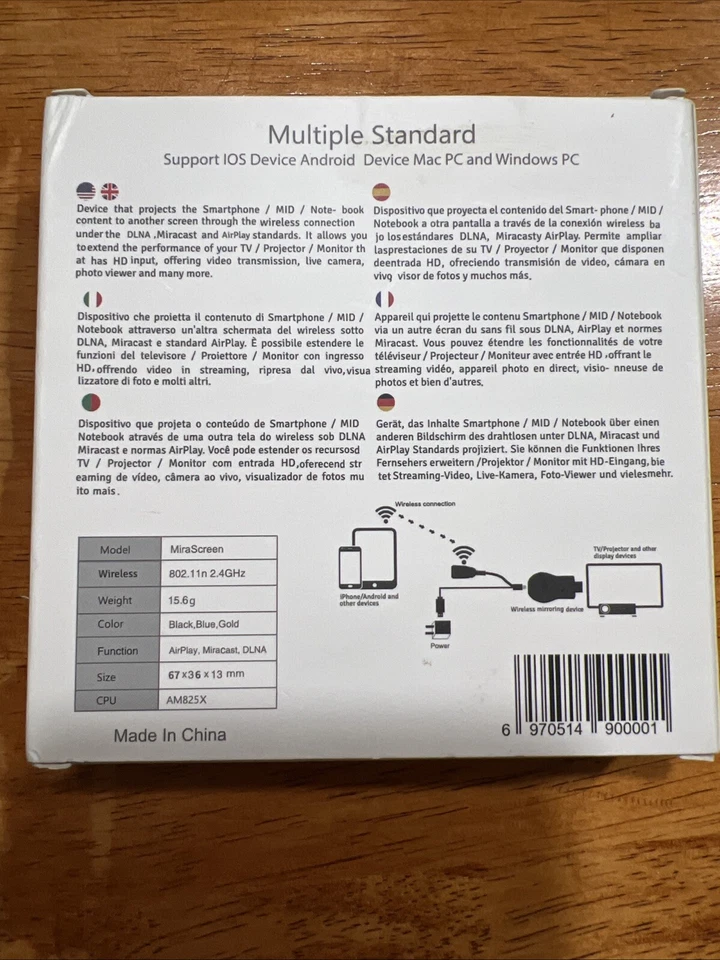 Multiple Standard
Support IOS Device Android Device Mac PC and Windows PC
Device that projects the Smartphone / MID / Note- book
content to another screen through the wireless connection
under the DLNA ,Miracast and AirPlay standards. It allows you
toextend the performance of your TV / Projector / Monitor th
at has HD input, offering video transmission, live camera,
photo viewer and many more.
Dispositivo que proyecta el contenido del Smart- phone / MID /
Notebook a otra pantalla a través de la conexión wireless ba
jo los estándares DLNA, Miracasty AirPlay. Permite ampliar
lasprestaciones de su TV / Proyector / Monitor que disponen
deentrada HD, ofreciendo transmisión de video, cámara en
vivq visor de fotos y muchos más.
Dispositivo che proietta il contenuto di Smartphone / MID /
Notebook attraverso un'altra schermata del wireless sotto
DLNA, Miracast e standard AirPlay. È possibile estendere le
funzioni del televisore / Proiettore / Monitor con ingresso
HD,offrendo video in streaming, ripresa dal vivo,visua
lizzatore di foto e molti altri.
Appareil qui projette le contenu Smartphone / MID / Notebook
via un autre écran du sans fil sous DLNA, AirPlay et normes
Miracast. Vous pouvez étendre les fonctionnalités de votre
téléviseur / Projecteur / Moniteur avec entrée HD ,offrant le
streaming vidéo, appareil photo en direct, visio- nneuse de
photos et bien d'autres.
Dispositivo que projeta o conteúdo de Smartphone / MID
Notebook através de uma outra tela do wireless sob DLNA
Miracast e normas AirPlay. Você pode estender os recursosd
TV / Projector / Monitor com entrada HD,oferecend str
eaming de vídeo, câmera ao vivo, visualizador de fotos mu
ito mais.
Gerät, das Inhalte Smartphone / MID / Notebook über einen
anderen Bildschirm des drahtlosen unter DLNA, Miracast und
AirPlay Standards projiziert. Sie können die Funktionen Ihres
Fernsehers erweitern /Projektor / Monitor mit HD-Eingang, bie
tet Streaming-Video, Live-Kamera, Foto-Viewer und vielesmehr.
Wireless connection
iPhone/Android and
other devices
Power
Wireless mirroring device
TV/Projector and other
display devices
Model MiraScreen
Wireless 802.11n 2.4GHz
Weight 15.6g
Color Black,Blue,Gold
Function AirPlay, Miracast, DLNA
Size 67×36×13 mm
CPU AM825X
Made In China
6 970514 900001